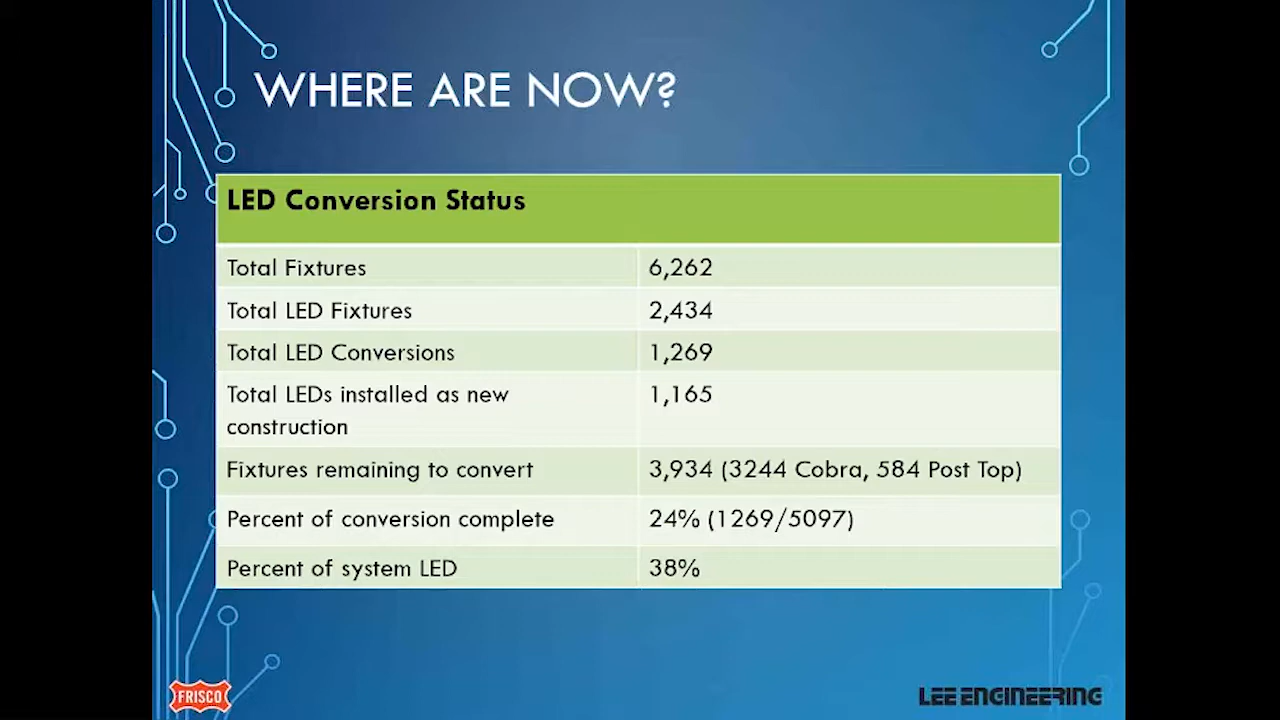 WHERE ARE NOW?
LED Conversion Status
Total Fixtures 6,262
Total LED Fixtures 2,434
Total LED Conversions 1,269
Total LEDs installed as new 1,165
construction
Fixtures remaining to convert 3,934 (3244 Cobra, 584 Post Top)
Percent of conversion complete 24% (1269/5097)
Percent of system LED 38%
FRISCO
LEE ENGINEERING